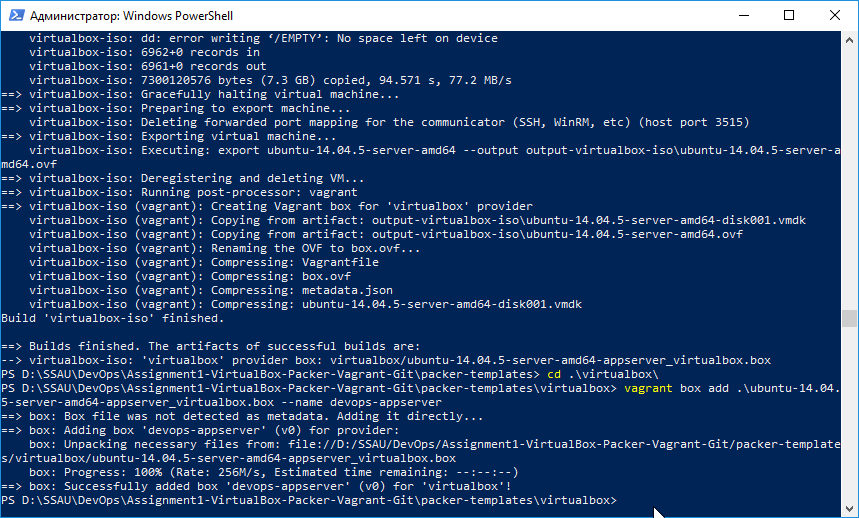 Администратор: Windows PowerShell
virtualbox-iso: dd: error writing ‘/EMPTY’: No space left on device
virtualbox-iso: 6962+0 records in
virtualbox-iso: 6961+0 records out
virtualbox-iso: 7300120576 bytes (7.3 GB) copied, 94.571 s, 77.2 MB/s
==> virtualbox-iso: Gracefully halting virtual machine...
==> virtualbox-iso: Preparing to export machine...
virtualbox-iso: Deleting forwarded port mapping for the communicator (SSH, WinRM, etc) (host port 3515)
==> virtualbox-iso: Exporting virtual machine...
virtualbox-iso: Executing: export ubuntu-14.04.5-server-amd64 --output output-virtualbox-iso\ubuntu-14.04.5-server-a
md64.ovf
==> virtualbox-iso: Deregistering and deleting VM...
==> virtualbox-iso: Running post-processor: vagrant
==> virtualbox-iso (vagrant): Creating Vagrant box for 'virtualbox' provider
virtualbox-iso (vagrant): Copying from artifact: output-virtualbox-iso\ubuntu-14.04.5-server-amd64-disk001.vmdk
virtualbox-iso (vagrant): Copying from artifact: output-virtualbox-iso\ubuntu-14.04.5-server-amd64.ovf
virtualbox-iso (vagrant): Renaming the OVF to box.ovf...
virtualbox-iso (vagrant): Compressing: Vagrantfile
virtualbox-iso (vagrant): Compressing: box.ovf
virtualbox-iso (vagrant): Compressing: metadata.json
virtualbox-iso (vagrant): Compressing: ubuntu-14.04.5-server-amd64-disk001.vmdk
Build 'virtualbox-iso' finished.
==> Builds finished. The artifacts of successful builds are:
--> virtualbox-iso: 'virtualbox' provider box: virtualbox/ubuntu-14.04.5-server-amd64-appserver_virtualbox.box
PS D:\SSAU\DevOps\Assignment1-VirtualBox-Packer-Vagrant-Git\packer-templates> cd .\virtualbox\
PS D:\SSAU\DevOps\Assignment1-VirtualBox-Packer-Vagrant-Git\packer-templates\virtualbox> vagrant box add .\ubuntu-14.04.
5-server-amd64-appserver_virtualbox.box --name devops-appserver
==> box: Box file was not detected as metadata. Adding it directly...
==> box: Adding box 'devops-appserver' (v0) for provider:
box: Unpacking necessary files from: file://D:/SSAU/DevOps/Assignment1-VirtualBox-Packer-Vagrant-Git/packer-template
s/virtualbox/ubuntu-14.04.5-server-amd64-appserver_virtualbox.box
box: Progress: 100% (Rate: 256M/s, Estimated time remaining: --:--:--)
==> box: Successfully added box 'devops-appserver' (v0) for 'virtualbox'!
PS D:\SSAU\DevOps\Assignment1-VirtualBox-Packer-Vagrant-Git\packer-templates\virtualbox>